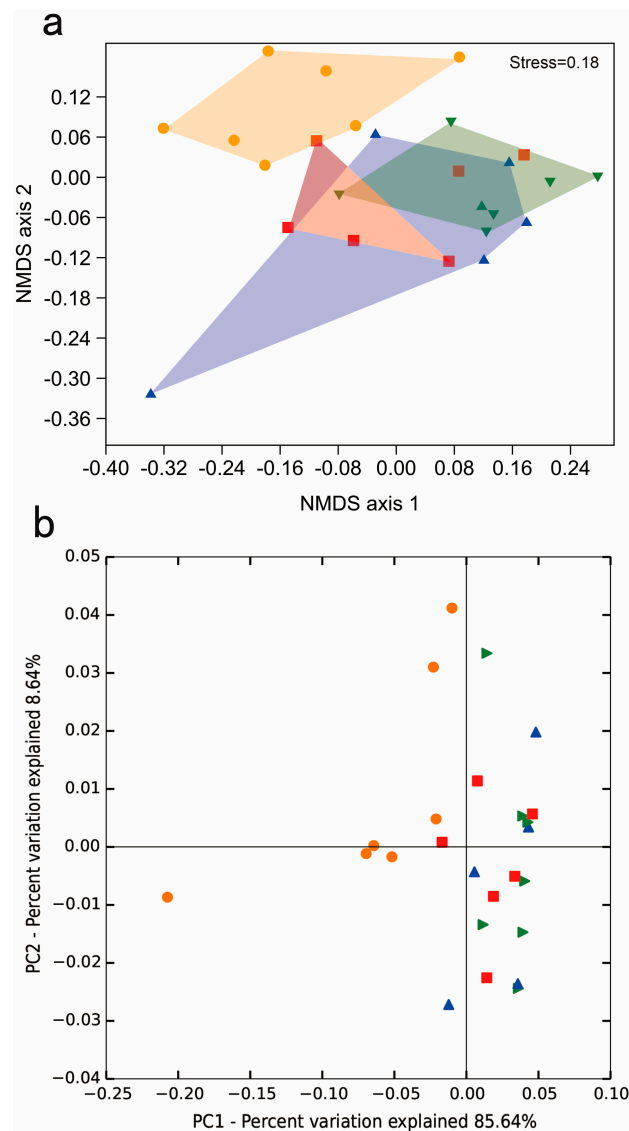 a
Stress=0.18
0.12
0.06
0.00
-0.06
-0.12
-0.18
-0.24
-0.30
-0.36
NMDS axis 2
-0.40 -0.32 -0.24 -0.16 -0.08 0.00 0.08 0.16 0.24
NMDS axis 1
b
0.05
0.04
0.03
0.02
0.01
0.00
−0.01
−0.02
−0.03
−0.04
PC2 - Percent variation explained 8.64%
−0.25 −0.20 −0.15 −0.10 −0.05 0.00 0.05 0.10
PC1 - Percent variation explained 85.64%